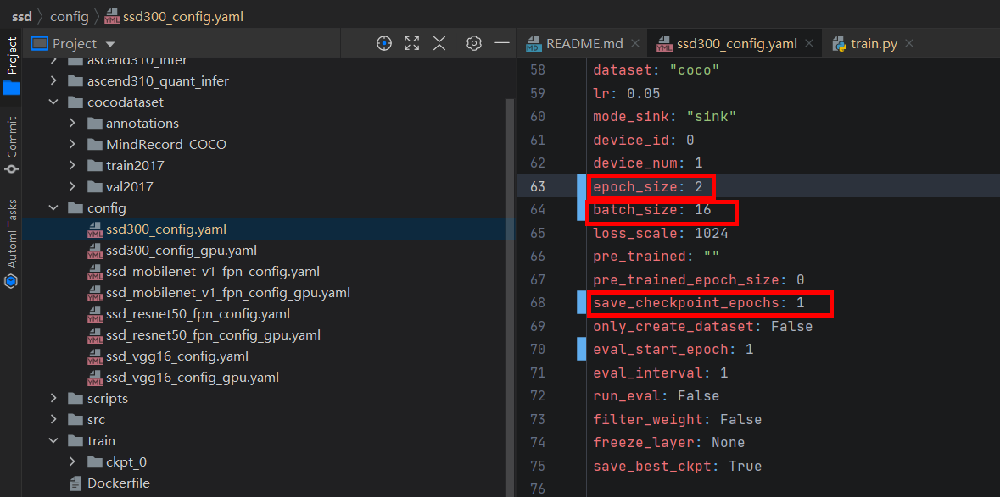 ssd config ssd300_config.yaml
Project
README.md ssd300_config.yaml train.py
Project
Commit
Automl Tasks
ascend310_infer
ascend310_quant_infer
cocodataset
annotations
MindRecord_COCO
train2017
val2017
config
ssd300_config.yaml
ssd300_config_gpu.yaml
ssd_mobilenet_v1_fpn_config.yaml
ssd_mobilenet_v1_fpn_config_gpu.yaml
ssd_resnet50_fpn_config.yaml
ssd_resnet50_fpn_config_gpu.yaml
ssd_vgg16_config.yaml
ssd_vgg16_config_gpu.yaml
scripts
src
train
ckpt_0
Dockerfile
58 dataset: "coco"
59 lr: 0.05
60 mode_sink: "sink"
61 device_id: 0
62 device_num: 1
63 epoch_size: 2
64 batch_size: 16
65 loss_scale: 1024
66 pre_trained: ""
67 pre_trained_epoch_size: 0
68 save_checkpoint_epochs: 1
69 only_create_dataset: False
70 eval_start_epoch: 1
71 eval_interval: 1
72 run_eval: False
73 filter_weight: False
74 freeze_layer: None
75 save_best_ckpt: True
76